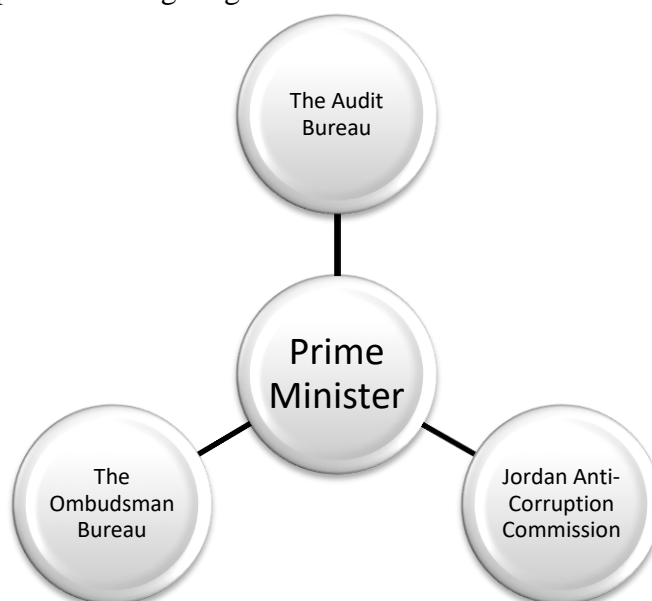 The Audit
Bureau
Prime
Minister
The
Ombudsman
Bureau
Jordan Anti-
Corruption
Commission